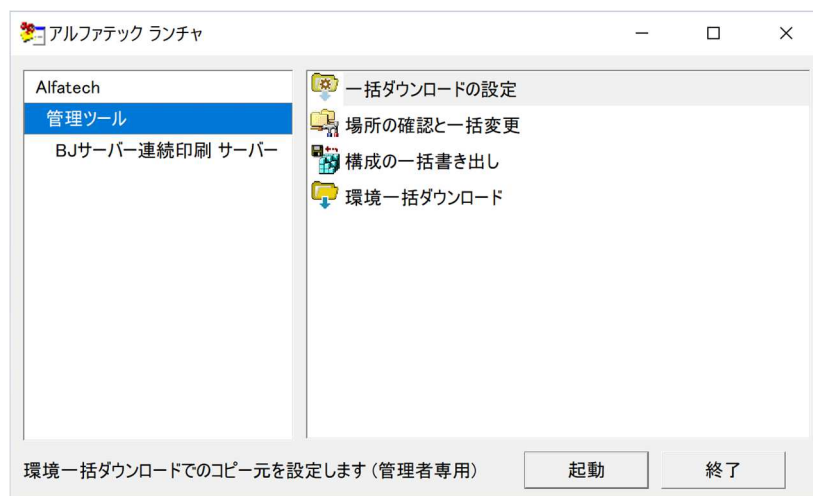 アルファテック ランチャ
Alfatech
管理ツール
BJサーバー連続印刷 サーバー
一括ダウンロードの設定
場所の確認と一括変更
構成の一括書き出し
環境一括ダウンロード
環境一括ダウンロードでのコピー元を設定します(管理者専用)
起動
終了